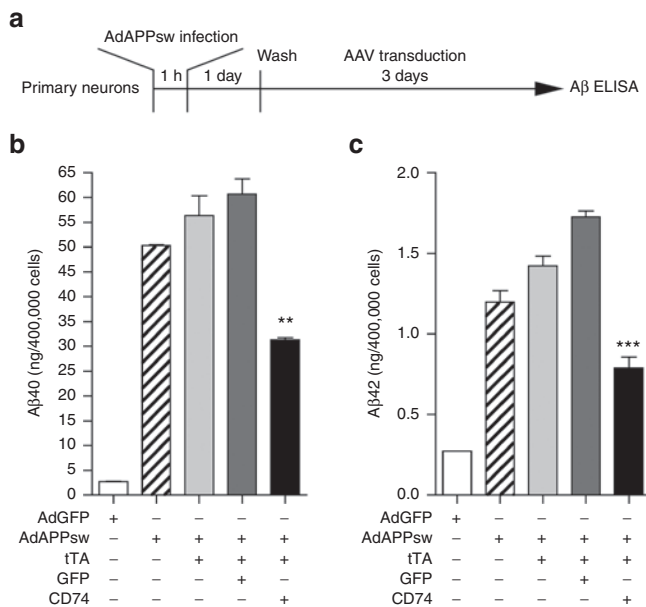 a
AdAPPsw infection
Wash
AAV transduction
Primary neurons
1 h
1 day
3 days
Aβ ELISA
b
65
60
55
50
45
40
35
30
25
20
15
10
5
0
Aβ40 (ng/400,000 cells)
**
AdGFP + – – – –
AdAPPsw – + + + +
tTA – – + + +
GFP – – – + –
CD74 – – – – +
c
2.0
1.5
1.0
0.5
0.0
Aβ42 (ng/400,000 cells)
***
AdGFP + – – – –
AdAPPsw – + + + +
tTA – – + + +
GFP – – – + –
CD74 – – – – +